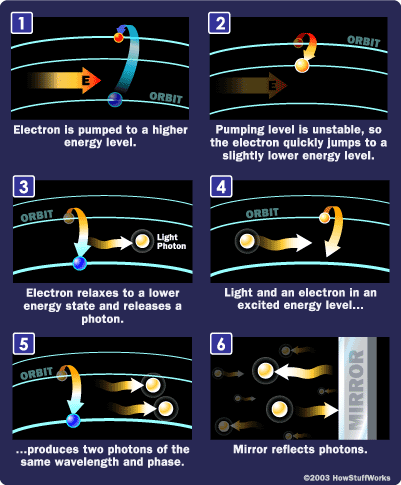 1
E
ORBIT
Electron is pumped to a higher
energy level.
2
ORBIT
E
Pumping level is unstable, so
the electron quickly jumps to a
slightly lower energy level.
3
ORBIT
Light
Photon
Electron relaxes to a lower
energy state and releases a
photon.
4
ORBIT
Light and an electron in an
excited energy level...
5
ORBIT
...produces two photons of the
same wavelength and phase.
6
MIRROR
Mirror reflects photons.
©2003 HowStuffWorks